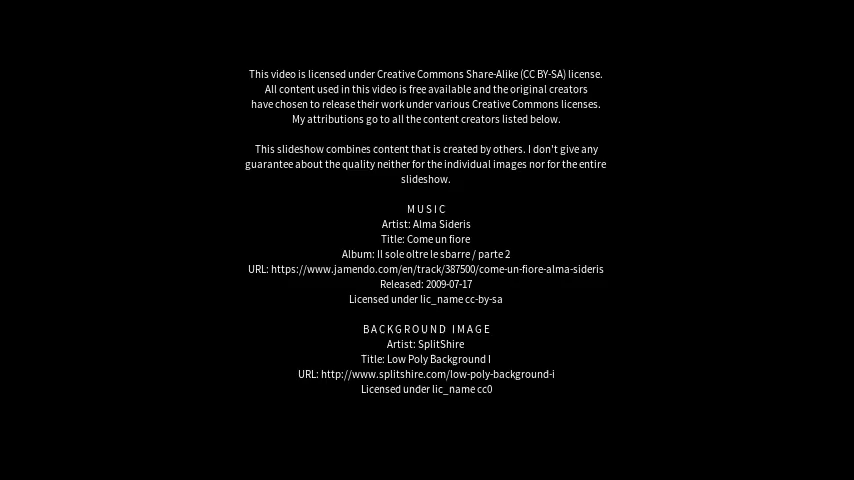 This video is licensed under Creative Commons Share-Alike (CC BY-SA) license.
All content used in this video is free available and the original creators
have chosen to release their work under various Creative Commons licenses.
My attributions go to all the content creators listed below.
This slideshow combines content that is created by others. I don't give any
guarantee about the quality neither for the individual images nor for the entire
slideshow.
MUSIC
Artist: Alma Sideris
Title: Come un fiore
Album: Il sole oltre le sbarre / parte 2
URL: https://www.jamendo.com/en/track/387500/come-un-fiore-alma-sideris
Released: 2009-07-17
Licensed under lic_name cc-by-sa
BACKGROUND IMAGE
Artist: SplitShire
Title: Low Poly Background I
URL: http://www.splitshire.com/low-poly-background-i
Licensed under lic_name cc0